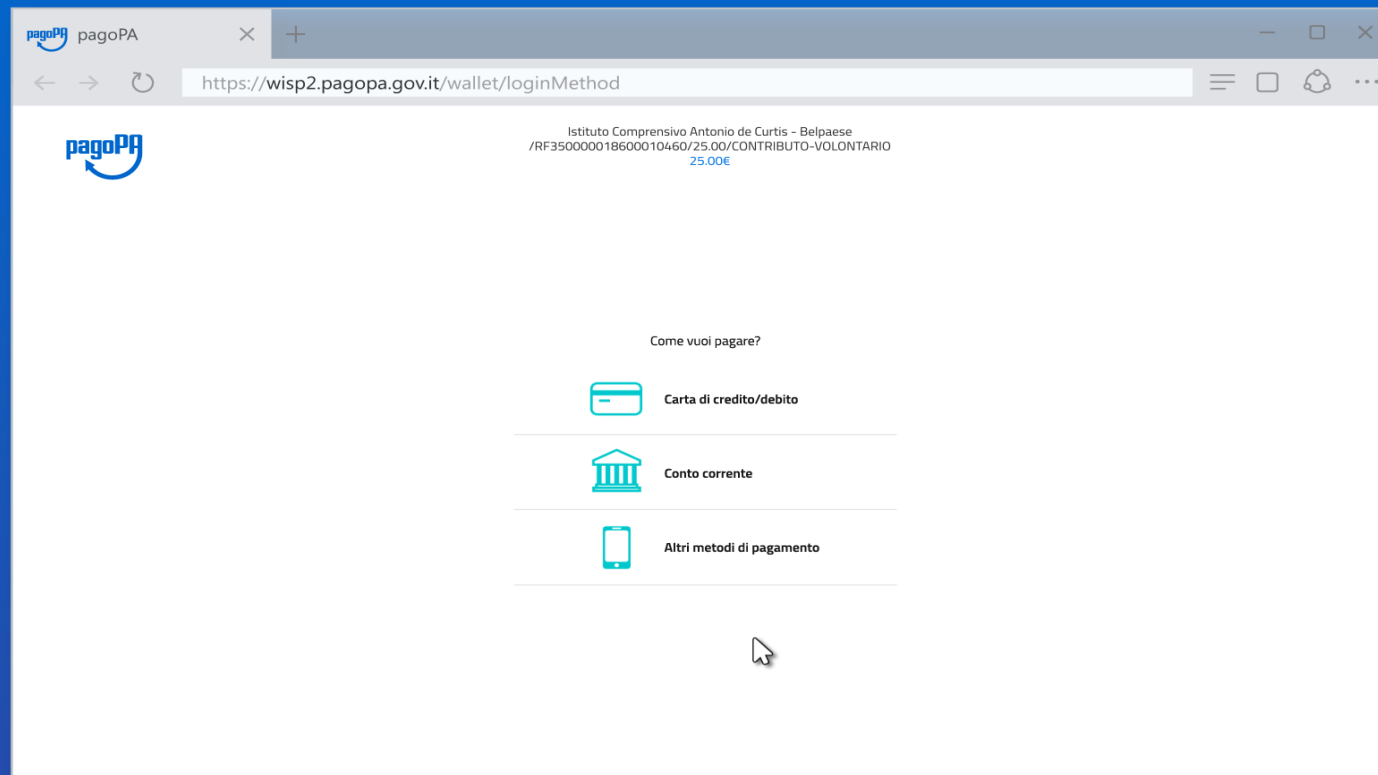 pagoPA pagoPA
https://wisp2.pagopa.gov.it/wallet/loginMethod
pagoPA
Istituto Comprensivo Antonio de Curtis - Belpaese
/RF350000018600010460/25.00/CONTRIBUTO-VOLONTARIO
25.00€
Come vuoi pagare?
Carta di credito/debito
Conto corrente
Altri metodi di pagamento